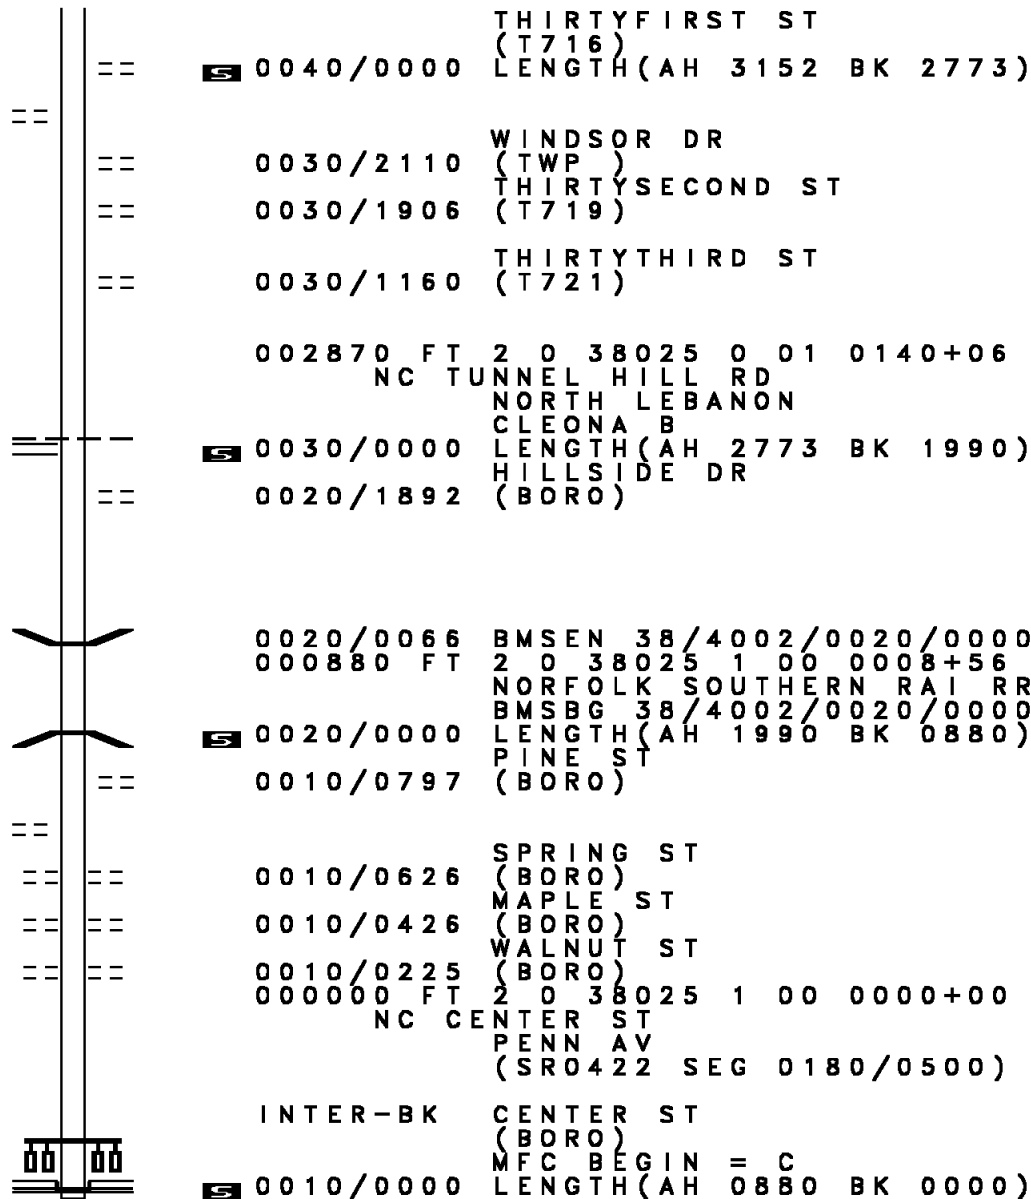 THIRTYFIRST ST
(T716)
S 0040/0000 LENGTH(AH 3152 BK 2773)
WINDSOR DR
0030/2110 (TWP )
THIRTYSECOND ST
0030/1906 (T719)
THIRTYTHIRD ST
0030/1160 (T721)
002870 FT 2 0 38025 0 01 0140+06
NC TUNNEL HILL RD
NORTH LEBANON
CLEONA B
S 0030/0000 LENGTH(AH 2773 BK 1990)
HILLSIDE DR
0020/1892 (BORO)
0020/0066 BMSEN 38/4002/0020/0000
000880 FT 2 0 38025 1 00 0008+56
NORFOLK SOUTHERN RAI RR
BMSBG 38/4002/0020/0000
S 0020/0000 LENGTH(AH 1990 BK 0880)
PINE ST
0010/0797 (BORO)
SPRING ST
0010/0626 (BORO)
MAPLE ST
0010/0426 (BORO)
WALNUT ST
0010/0225 (BORO)
000000 FT 2 0 38025 1 00 0000+00
NC CENTER ST
PENN AV
(SR0422 SEG 0180/0500)
INTER-BK CENTER ST
(BORO)
MFC BEGIN = C
S 0010/0000 LENGTH(AH 0880 BK 0000)